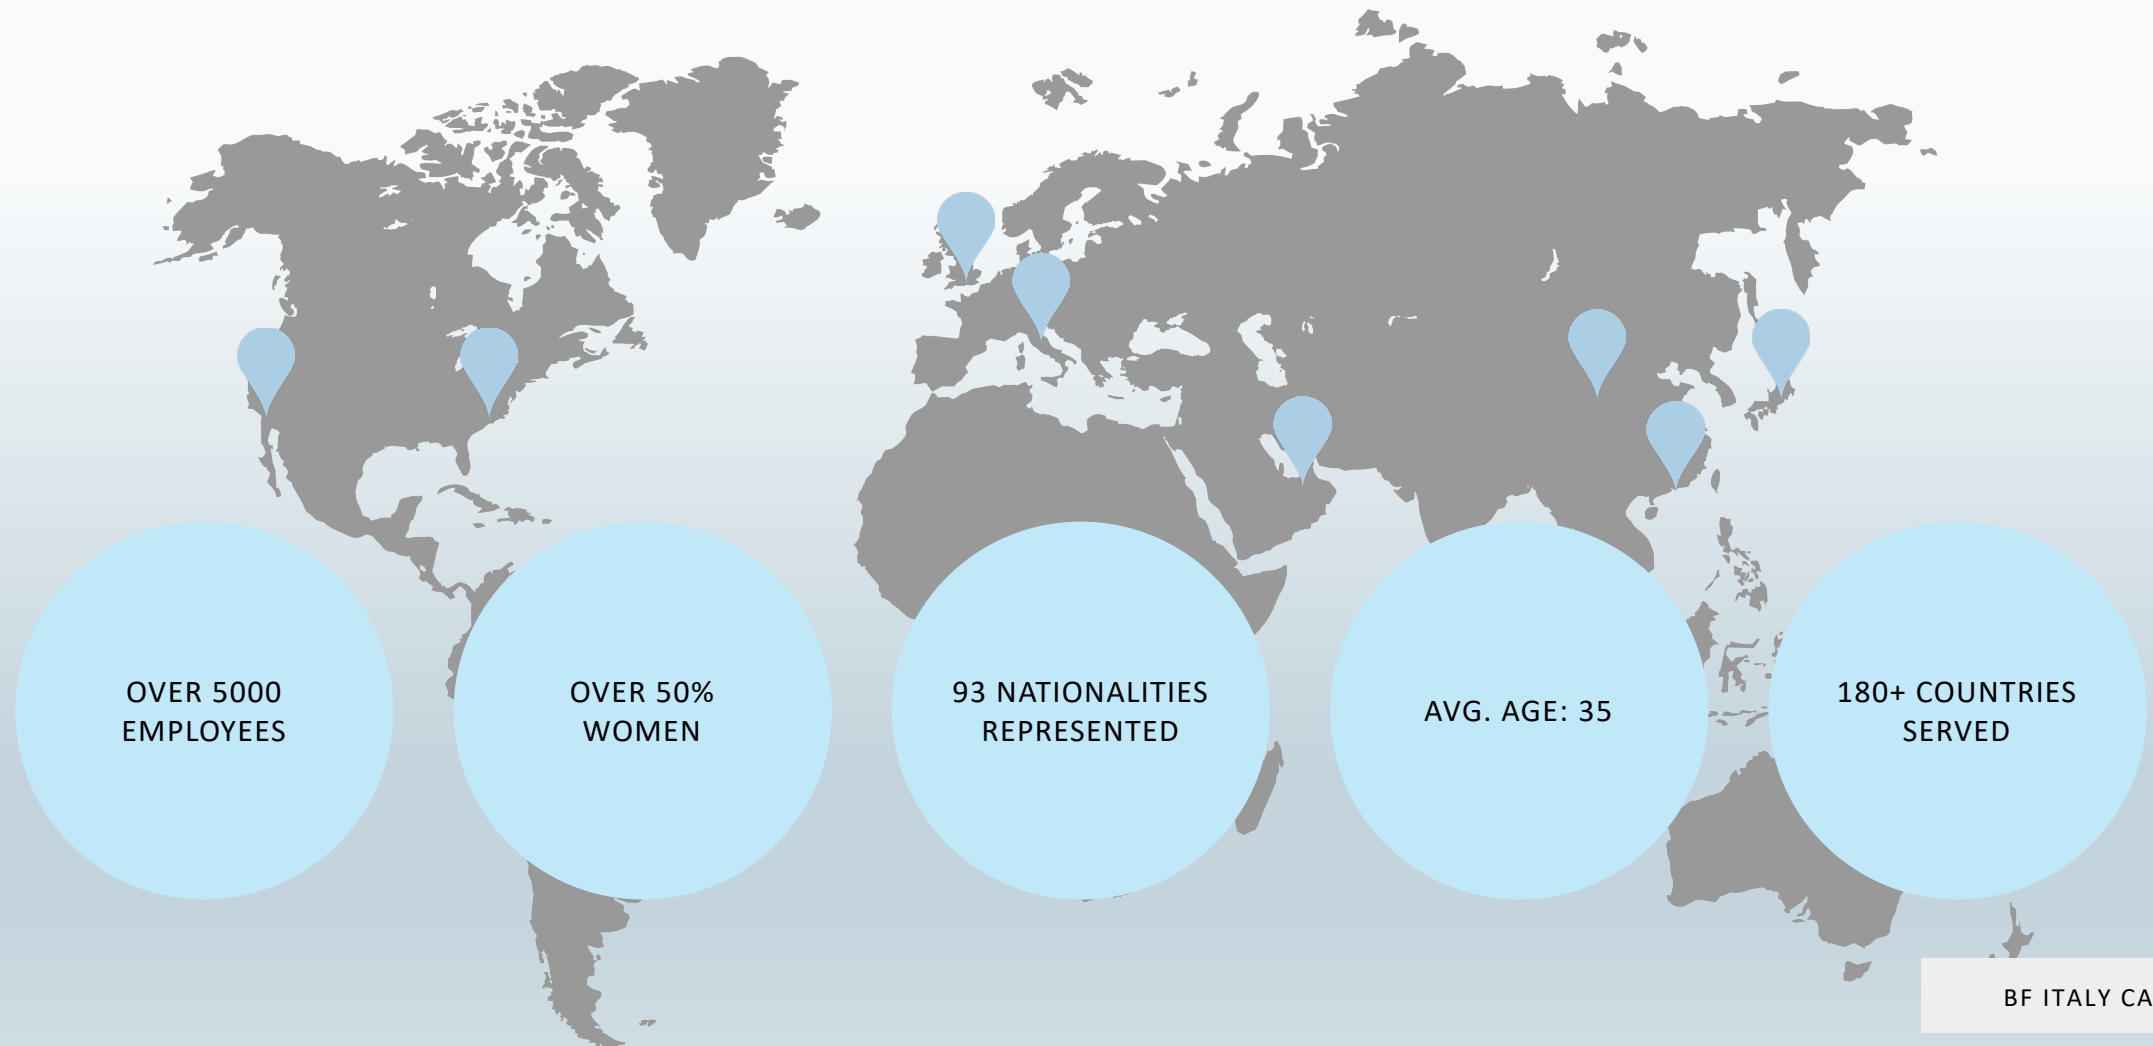 OVER 5000
EMPLOYEES
OVER 50%
WOMEN
93 NATIONALITIES
REPRESENTED
AVG. AGE: 35
180+ COUNTRIES
SERVED
BF ITALY CA